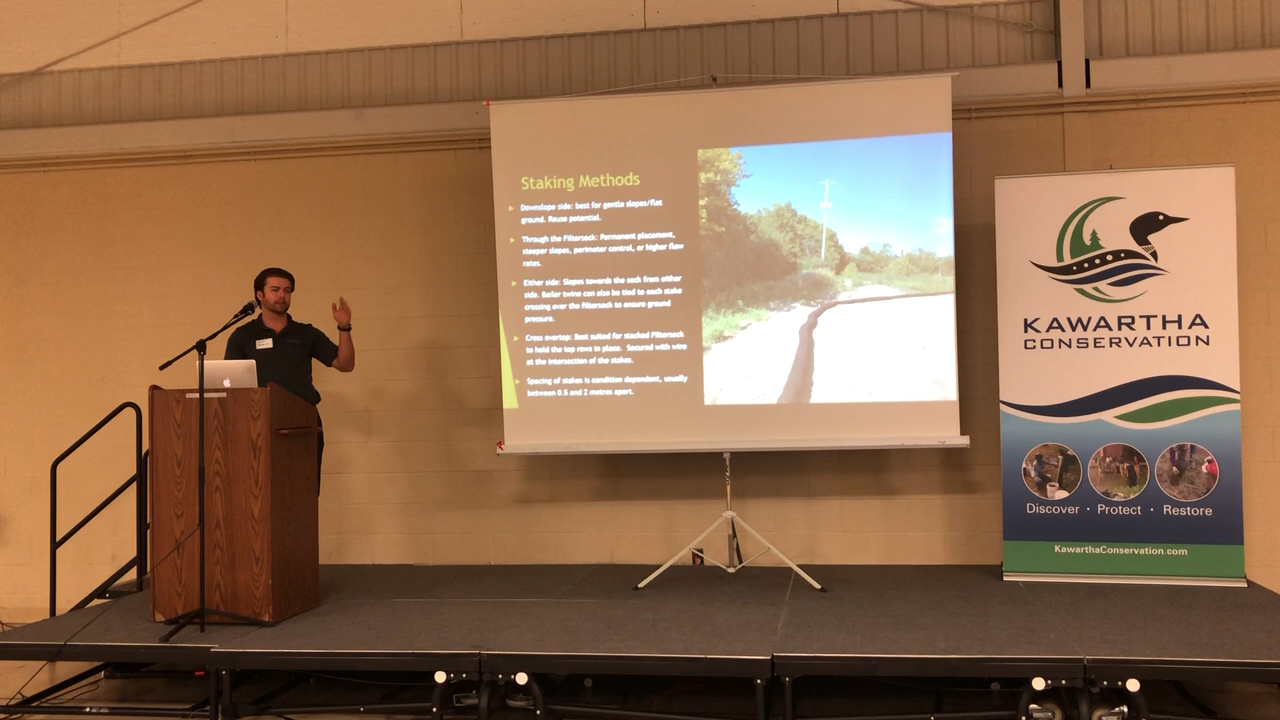 Staking Methods
Downslope side: best for gentle slopes/flat
ground. Reuse potential.
Through the Filtersock: Permanent placement,
steeper slopes, perimeter control, or higher flow
rates.
Either side: Slopes towards the sock from either
side. Bailer twine can also be tied to each stake
crossing over the filtersock to ensure ground
pressure.
Cross overtop: Best suited for stacked Filtersock
to hold the top rows in place. Secured with wire
at the intersection of the stakes.
Spacing of stakes is condition dependent, usually
between 0.5 and 2 metres apart.
KAWARTHA
CONSERVATION
Discover · Protect · Restore
KawarthaConservation.com